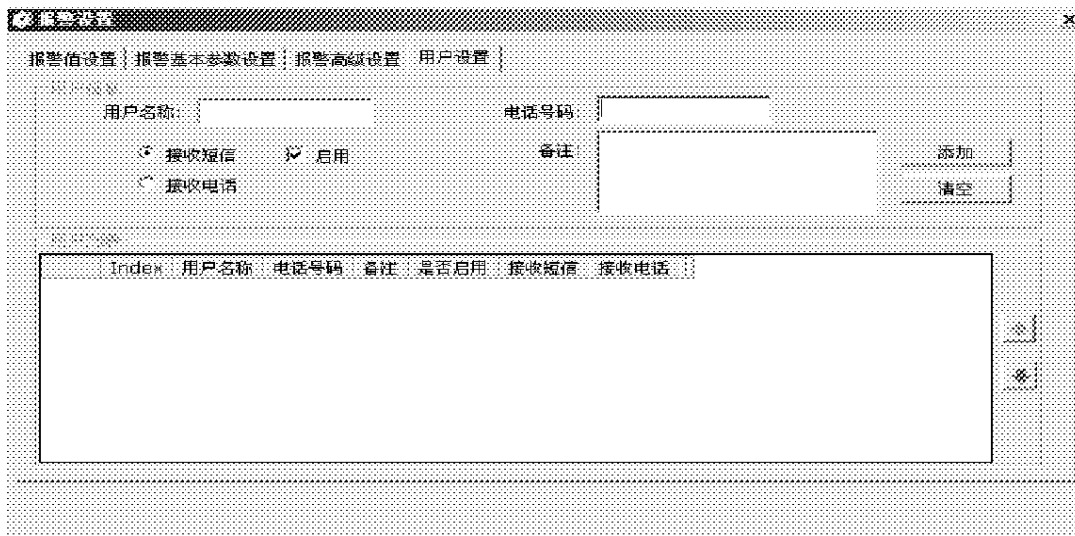 报警设置
报警值设置 报警基本参数设置 报警高级设置 用户设置
用户名称: 电话号码:
接收短信 启用 备注: 添加
接收电话 清空
Index 用户名称 电话号码 备注 是否启用 接收短信 接收电话